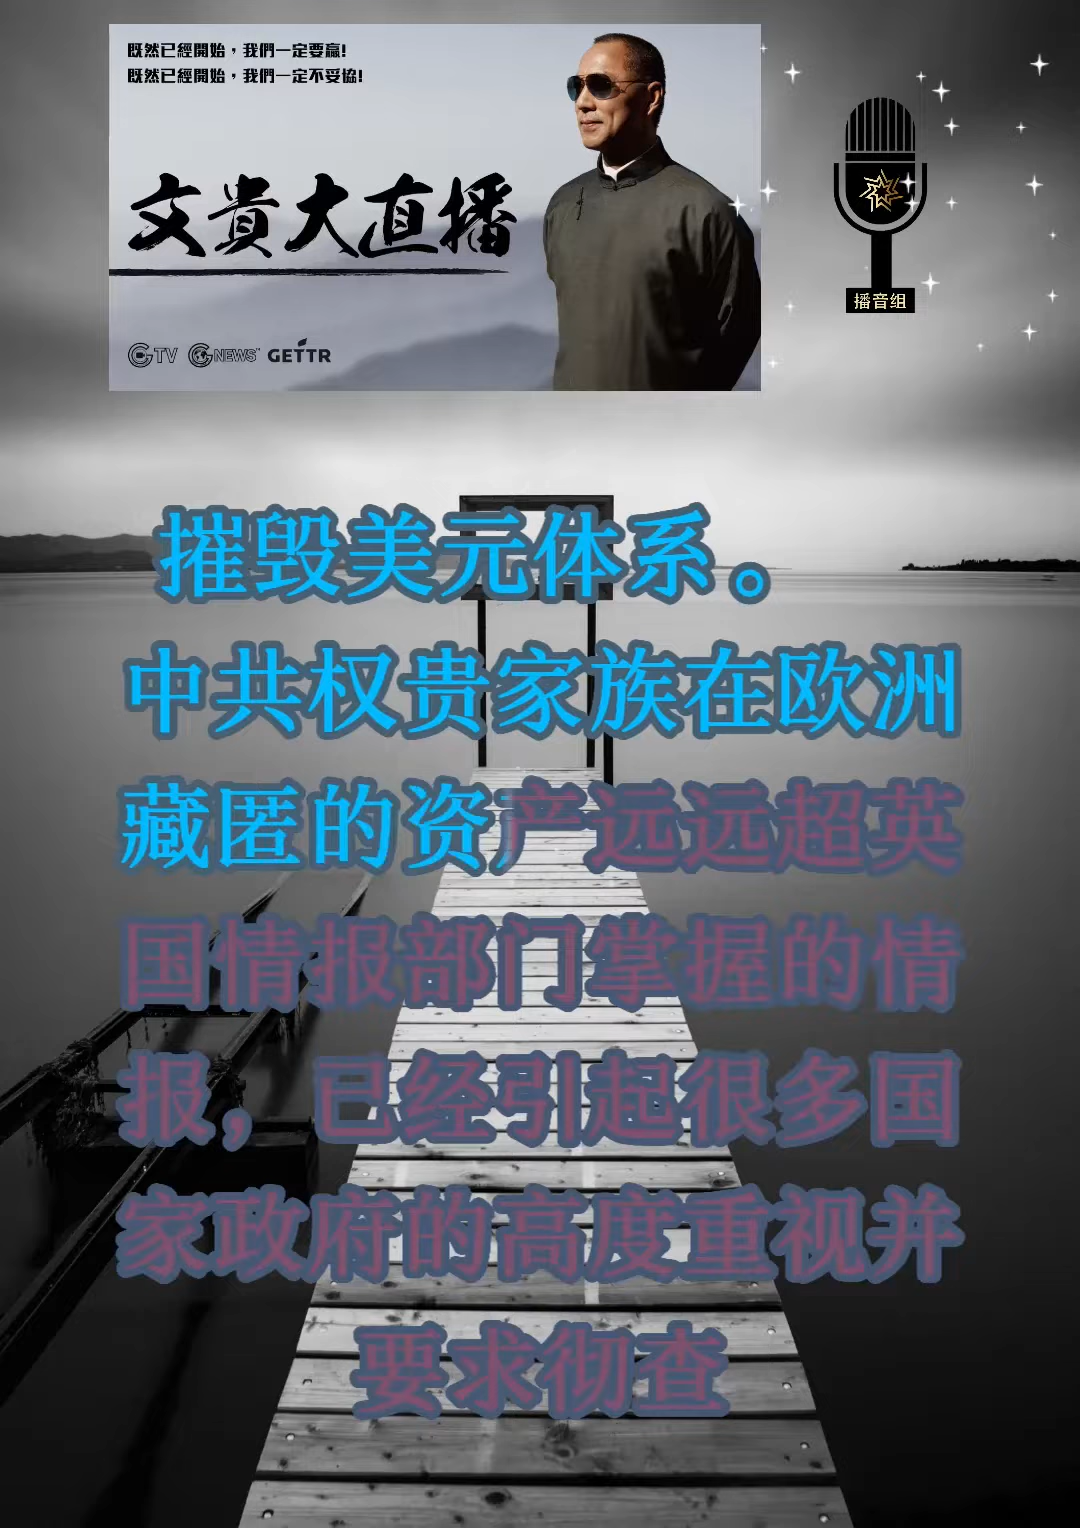 既然已經開始，我們一定要贏!
既然已經開始，我們一定不妥協!
文貴大直播
GTV GNEWS GETTR
播音组
摧毁美元体系。
中共权贵家族在欧洲
藏匿的资产远远超英
国情报部门掌握的情
报，已经引起很多国
家政府的高度重视并
要求彻查